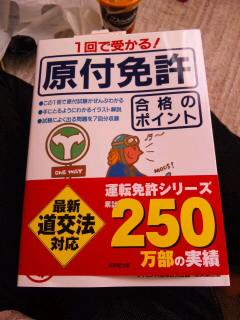 1回で受かる!
原付免許
●この1冊で原付試験がぜんぶわかる
●手にとるようにわかるイラスト解説
●試験によく出る問題を7回分収録
合格の
ポイント
ONE WAY
最新
道交法
対応
運転免許シリーズ
累計
250
万部の実績